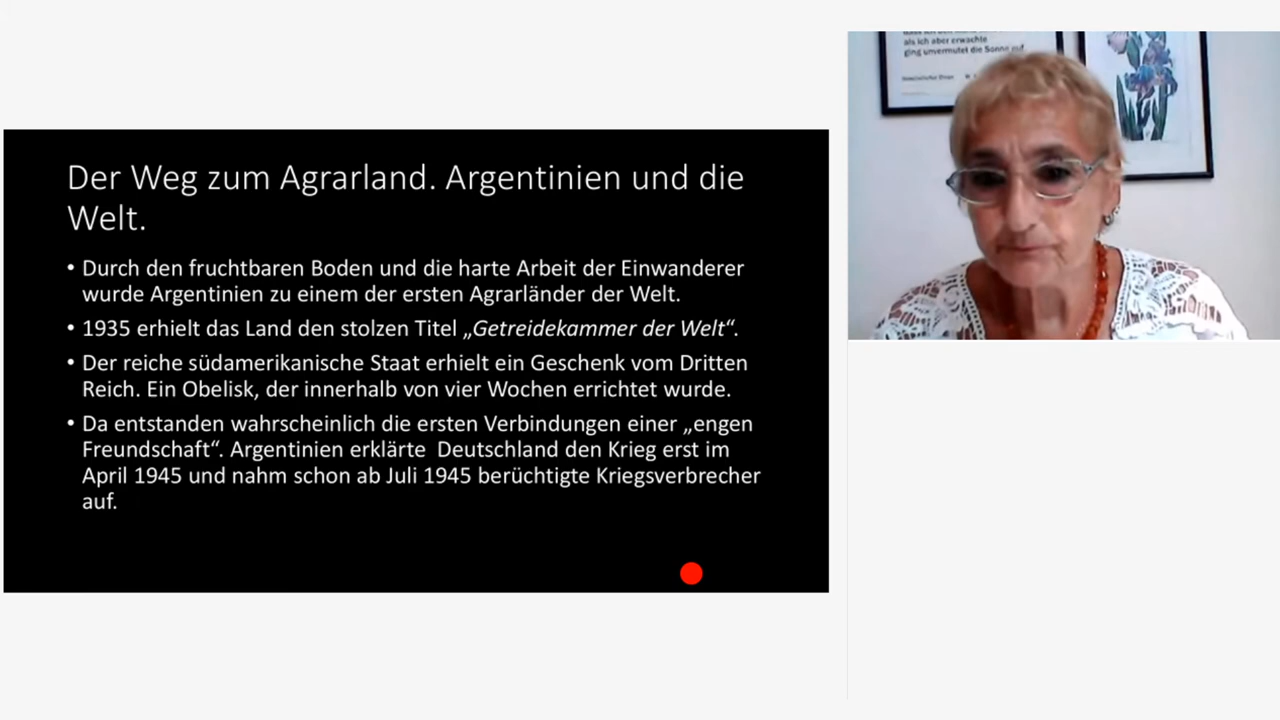 Der Weg zum Agrarland. Argentinien und die
Welt.
• Durch den fruchtbaren Boden und die harte Arbeit der Einwanderer
wurde Argentinien zu einem der ersten Agrarländer der Welt.
• 1935 erhielt das Land den stolzen Titel „Getreidekammer der Welt“.
• Der reiche südamerikanische Staat erhielt ein Geschenk vom Dritten
Reich. Ein Obelisk, der innerhalb von vier Wochen errichtet wurde.
• Da entstanden wahrscheinlich die ersten Verbindungen einer „engen
Freundschaft“. Argentinien erklärte  Deutschland den Krieg erst im
April 1945 und nahm schon ab Juli 1945 berüchtigte Kriegsverbrecher
auf.
als ich aber erwachte
ging unvermutet die Sonne auf